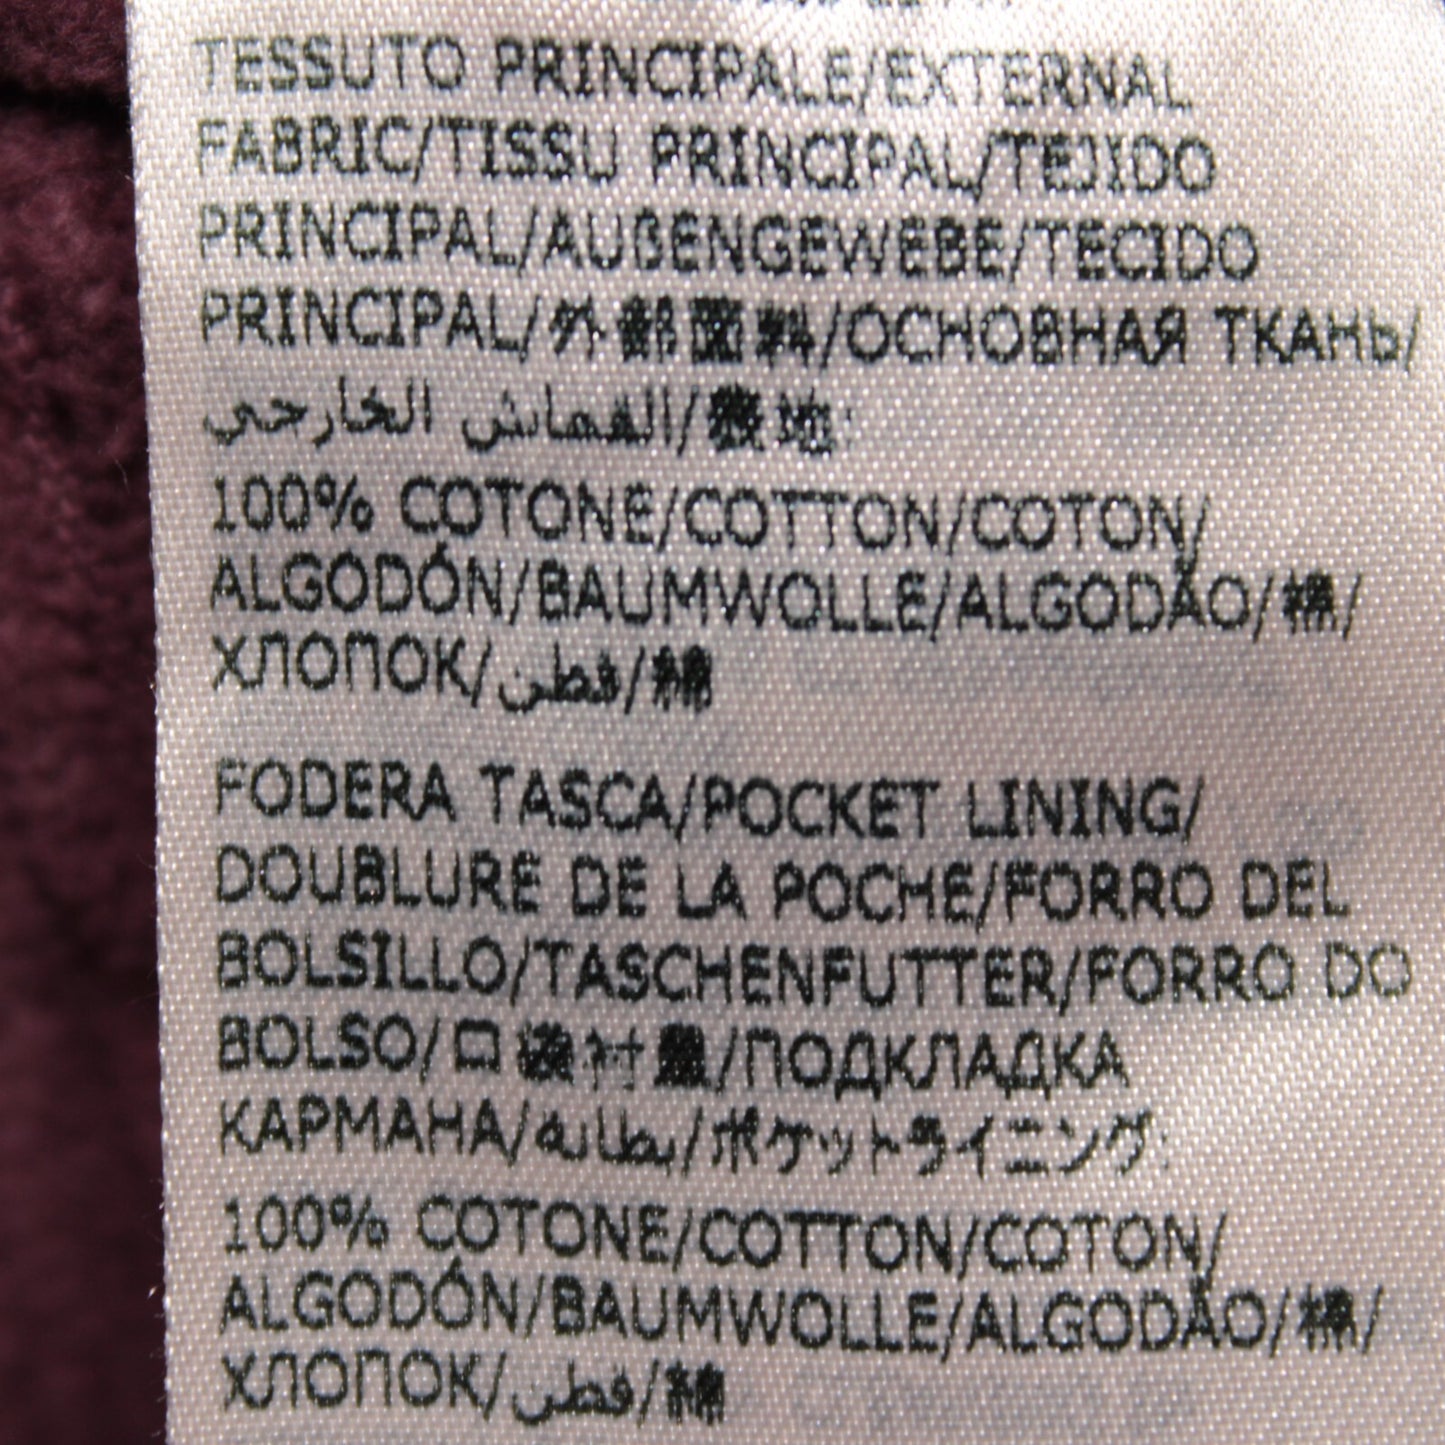 TESSUTO PRINCIPALE/EXTERNAL
FABRIC/TISSU PRINCIPAL/TEJIDO
PRINCIPAL/AUßENGEWEBE/TECIDO
PRINCIPAL/外部面料/ОСНОВНАЯ ТКАНЬ/
القماش الخارجي/表地:
100% COTONE/COTTON/COTON/
ALGODÓN/BAUMWOLLE/ALGODÃO/棉/
ХЛОПОК/قطن/綿
FODERA TASCA/POCKET LINING/
DOUBLURE DE LA POCHE/FORRO DEL
BOLSILLO/TASCHENFUTTER/FORRO DO
BOLSO/口袋衬里/ПОДКЛАДКА
КАРМАНА/بطانة/ポケットライニング:
100% COTONE/COTTON/COTON/
ALGODÓN/BAUMWOLLE/ALGODÃO/棉/
ХЛОПОК/قطن/綿